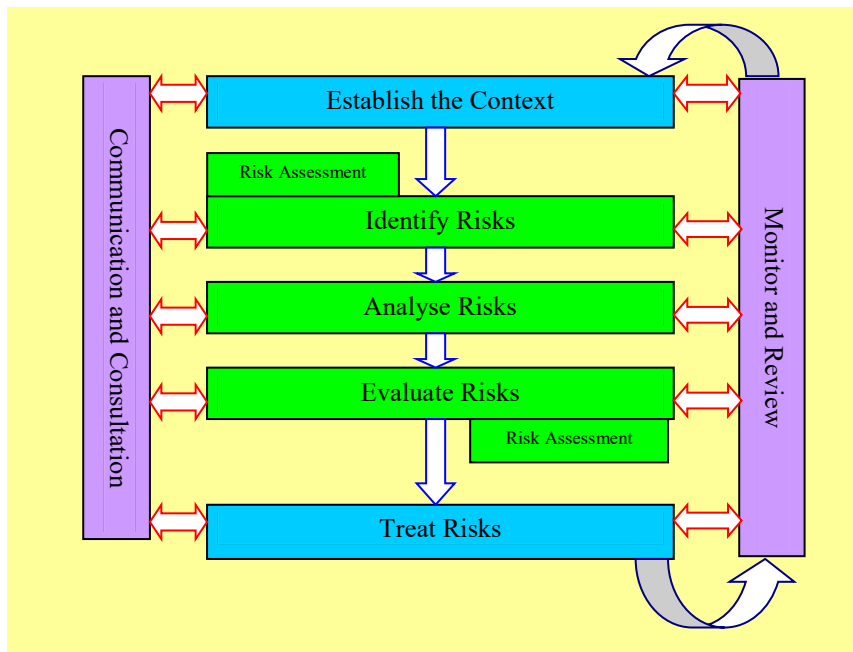 Establish the Context
Risk Assessment
Identify Risks
Analyse Risks
Evaluate Risks
Risk Assessment
Treat Risks
Communication and Consultation
Monitor and Review